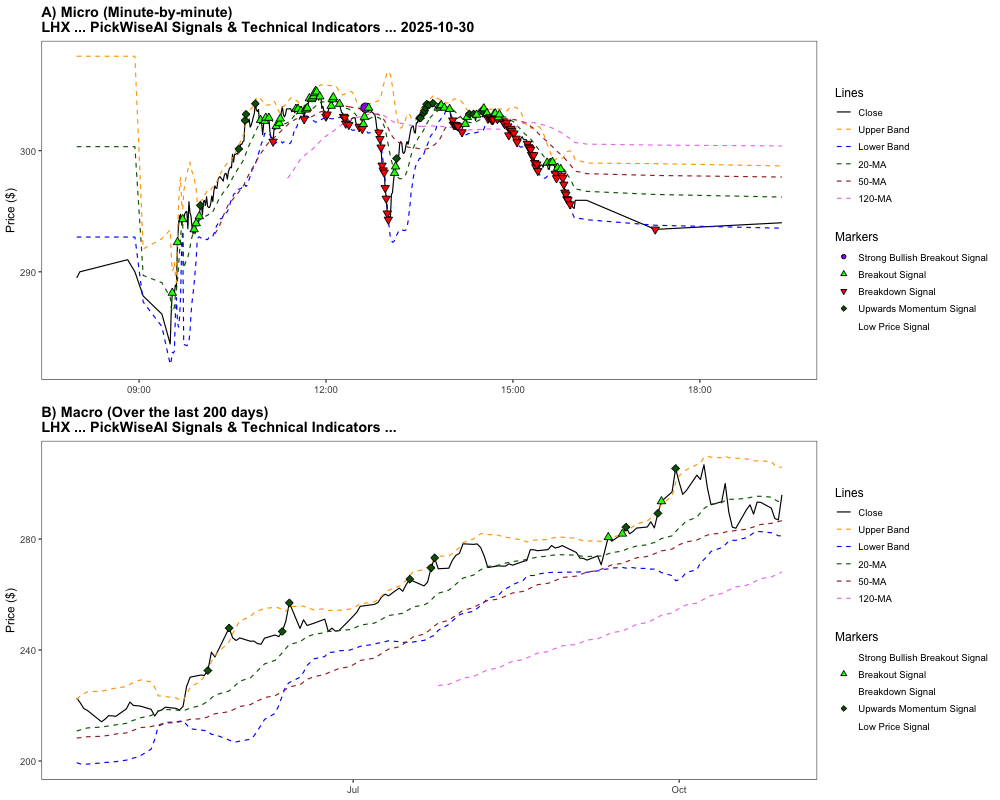 A) Micro (Minute-by-minute)
LHX ... PickWiseAI Signals & Technical Indicators ... 2025-10-30
Price ($)
300
290
09:00
12:00
15:00
18:00
Lines
Close
Upper Band
Lower Band
20-MA
50-MA
120-MA
Markers
Strong Bullish Breakout Signal
Breakout Signal
Breakdown Signal
Upwards Momentum Signal
Low Price Signal
B) Macro (Over the last 200 days)
LHX ... PickWiseAI Signals & Technical Indicators ...
Price ($)
280
240
200
Jul
Oct
Lines
Close
Upper Band
Lower Band
20-MA
50-MA
120-MA
Markers
Strong Bullish Breakout Signal
Breakout Signal
Breakdown Signal
Upwards Momentum Signal
Low Price Signal